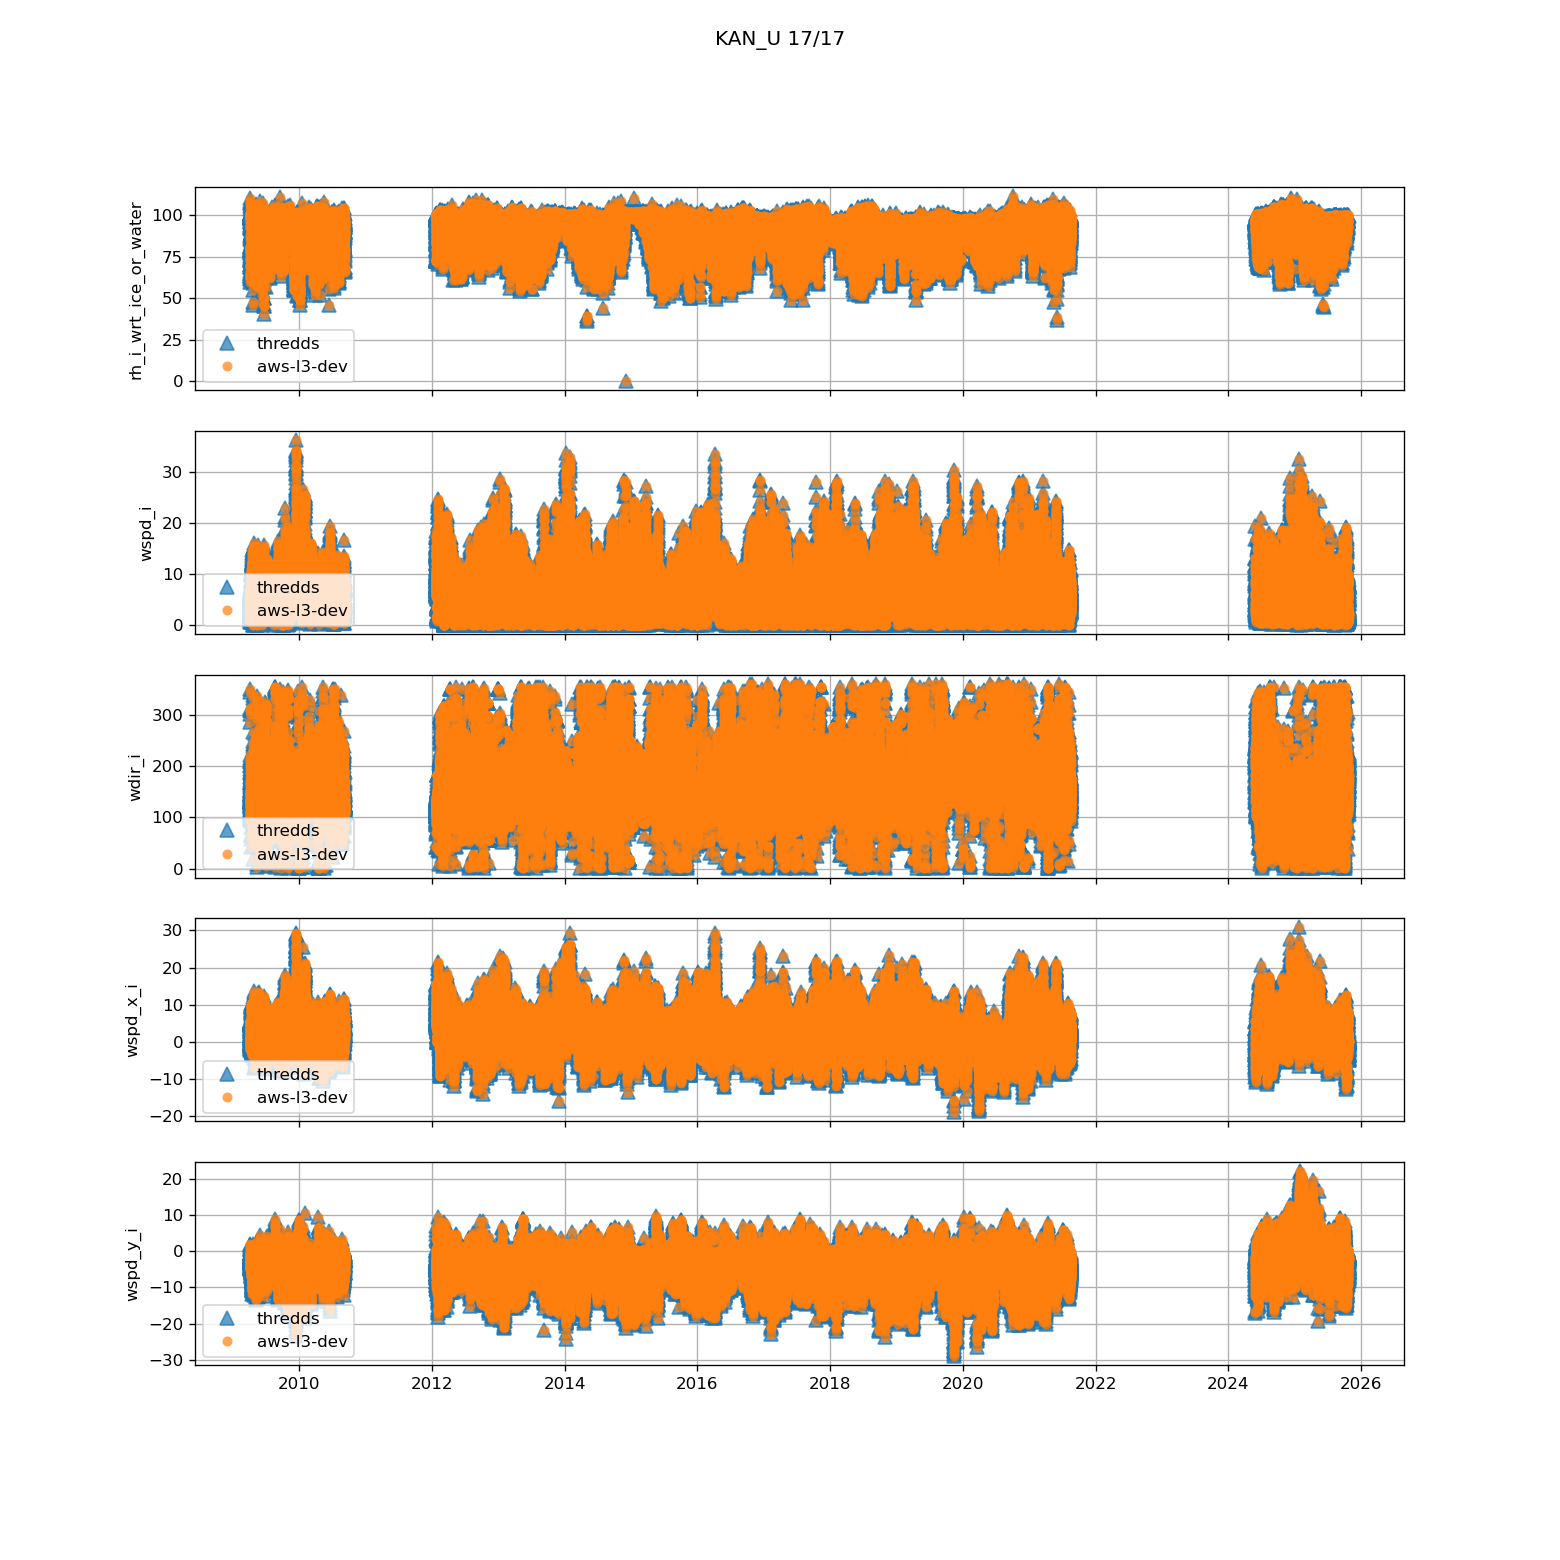 KAN_U 17/17
rh_i_wrt_ice_or_water
100
75
50
25
0
thredds
aws-l3-dev
wspd_i
30
20
10
0
thredds
aws-l3-dev
wdir_i
300
200
100
0
thredds
aws-l3-dev
wspd_x_i
30
20
10
0
−10
−20
thredds
aws-l3-dev
wspd_y_i
20
10
0
−10
−20
−30
thredds
aws-l3-dev
2010 2012 2014 2016 2018 2020 2022 2024 2026